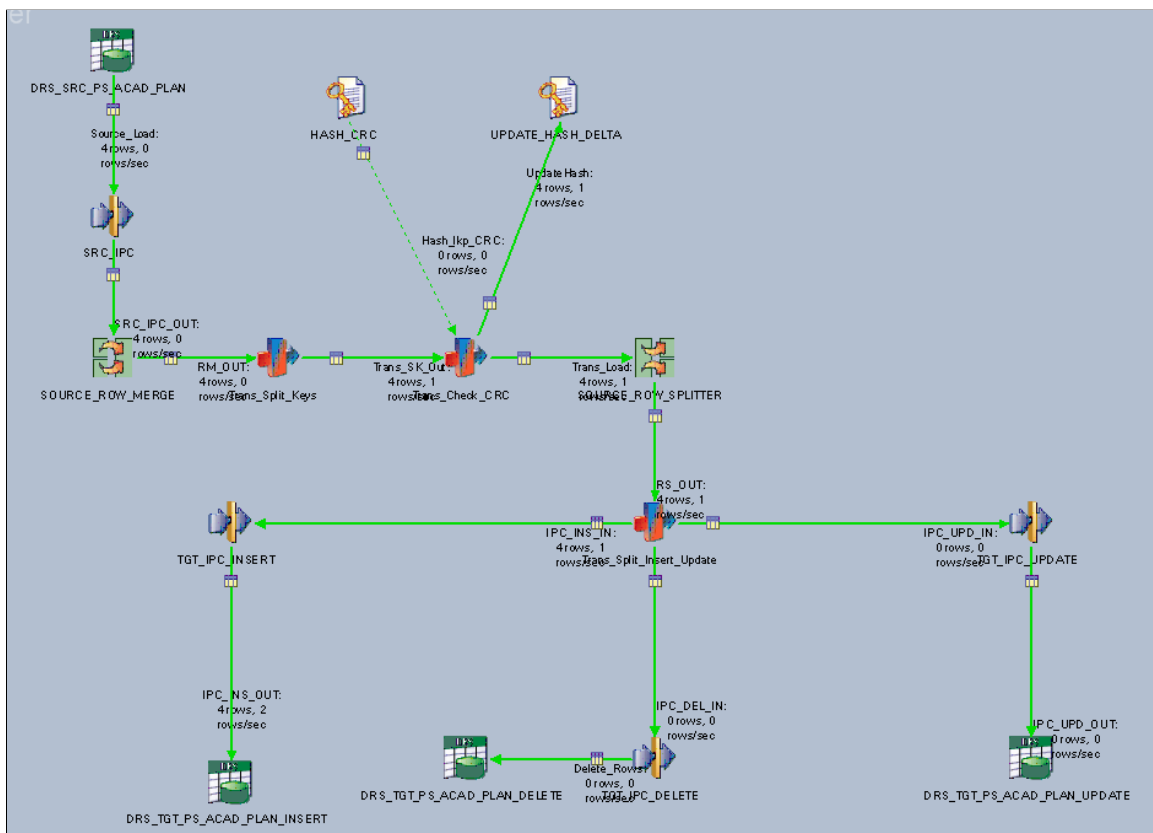 er
DRS
DRS_SRC_PS_ACAD_PLAN
Source_Load:
4 rows, 0
rows/sec
SRC_IPC
HASH_CRC
UPDATE_HASH_DELTA
UpdateHash:
4 rows, 1
rows/sec
Hash_lkp_CRC:
0 rows, 0
rows/sec
SRC_IPC_OUT:
4 rows, 0
rows/sec
SOURCE_ROW_MERGE
RM_OUT:
4 rows, 0
rows/sec
Trans_Split_Keys
Trans_SK_Out:
4 rows, 1
rows/sec
Trans_Check_CRC
Trans_Load:
4 rows, 1
rows/sec
SOURCE_ROW_SPLITTER
RS_OUT:
4 rows, 1
rows/sec
Trans_Split_Insert_Update
IPC_INS_IN:
4 rows, 1
rows/sec
TGT_IPC_INSERT
IPC_UPD_IN:
0 rows, 0
rows/sec
TGT_IPC_UPDATE
IPC_INS_OUT:
4 rows, 2
rows/sec
DRS
DRS_TGT_PS_ACAD_PLAN_INSERT
IPC_DEL_IN:
0 rows, 0
rows/sec
TGT_IPC_DELETE
Delete_Rows:
0 rows, 0
rows/sec
DRS
DRS_TGT_PS_ACAD_PLAN_DELETE
IPC_UPD_OUT:
0 rows, 0
rows/sec
DRS
DRS_TGT_PS_ACAD_PLAN_UPDATE